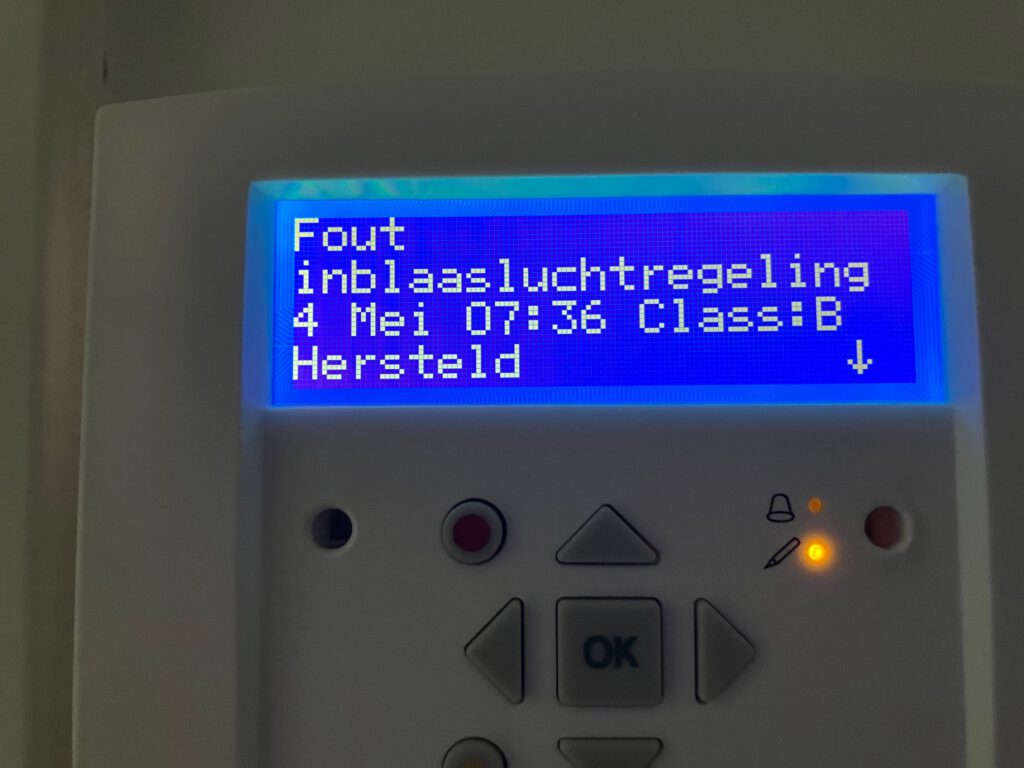 Fout
inblaasluchtregeling
4 Mei 07:36 Class:B
Hersteld ↓
OK